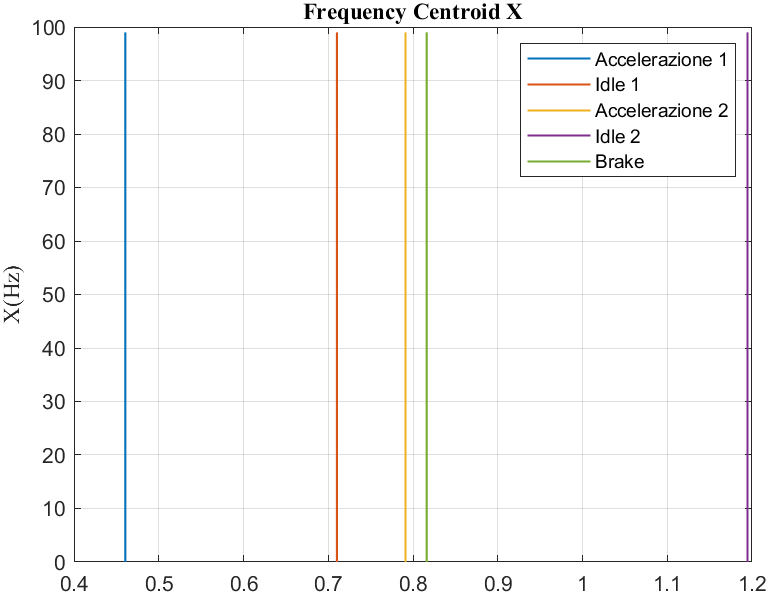 Frequency Centroid X
100
90
80
70
60
50
40
30
20
10
0
X(Hz)
Accelerazione 1
Idle 1
Accelerazione 2
Idle 2
Brake
0.4 0.5 0.6 0.7 0.8 0.9 1 1.1 1.2